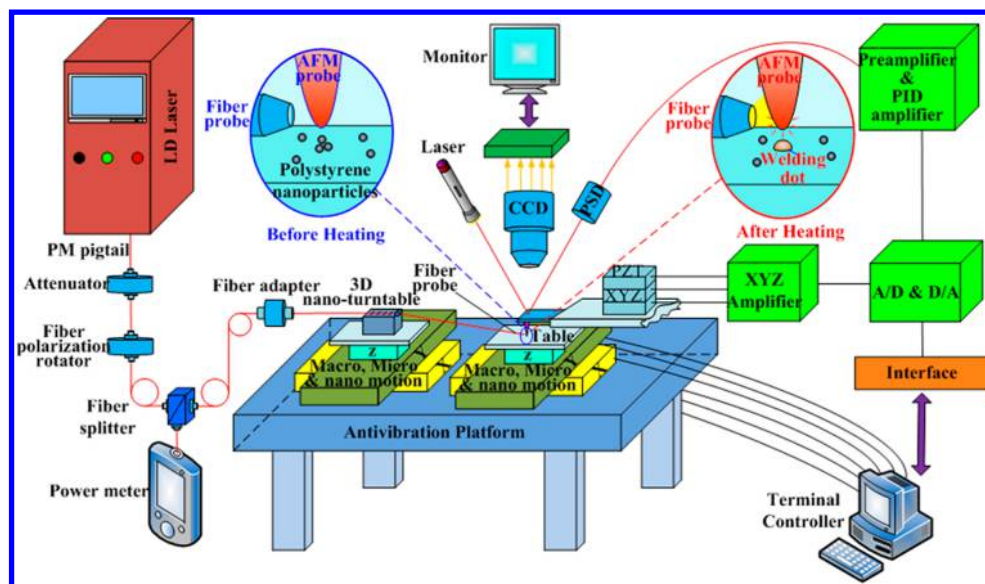 LD Laser
PM pigtail
Attenuator
Fiber
polarization
rotator
Fiber
splitter
Power meter
AFM
probe
Fiber
probe
Polystyrene
nanoparticles
Before Heating
Monitor
Laser
CCD
PSD
AFM
probe
Fiber
probe
Welding
dot
After Heating
Preamplifier
&
PID
amplifier
Fiber adapter
3D
nano-turntable
Fiber
probe
PZT
XYZ
XYZ
Amplifier
A/D & D/A
Table
Z
Y
X
Macro, Micro
& nano motion
Z
Y
X
Macro, Micro
& nano motion
Interface
Antivibration Platform
Terminal
Controller